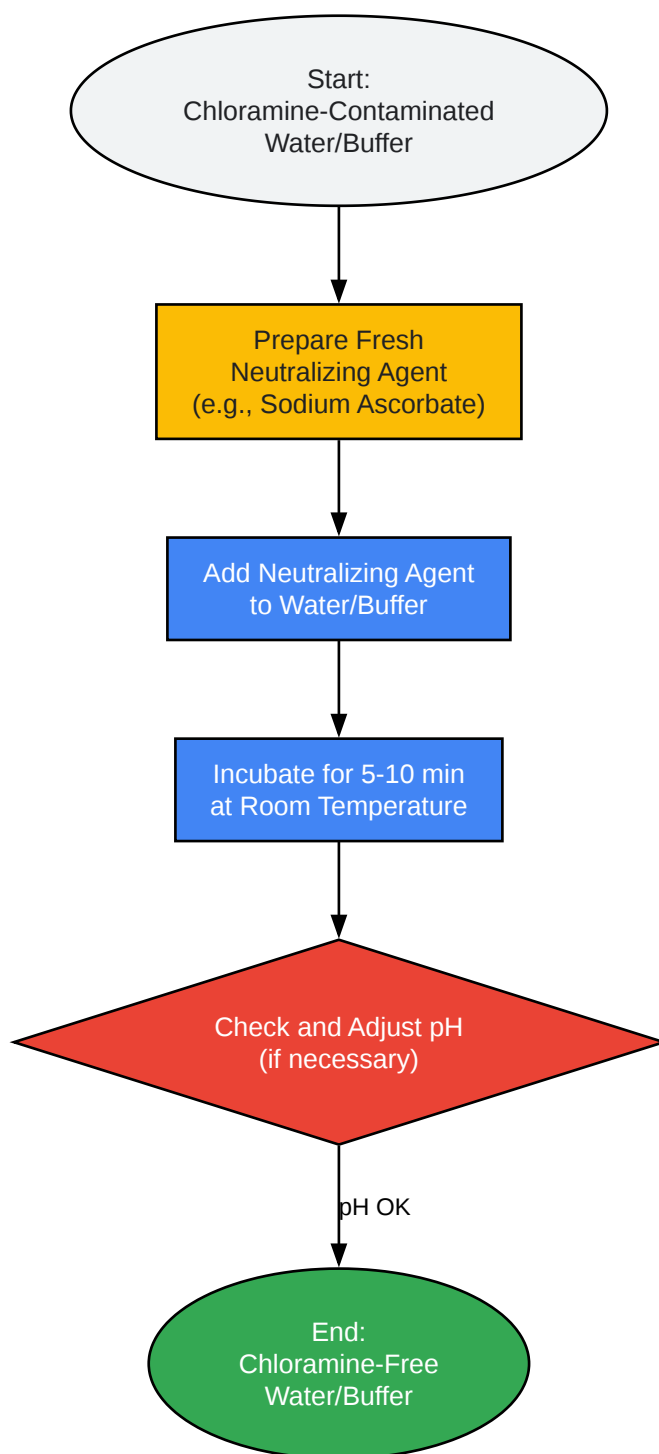 Start:
Chloramine-Contaminated
Water/Buffer
Prepare Fresh
Neutralizing Agent
(e.g., Sodium Ascorbate)
Add Neutralizing Agent
to Water/Buffer
Incubate for 5-10 min
at Room Temperature
Check and Adjust pH
(if necessary)
pH OK
End:
Chloramine-Free
Water/Buffer